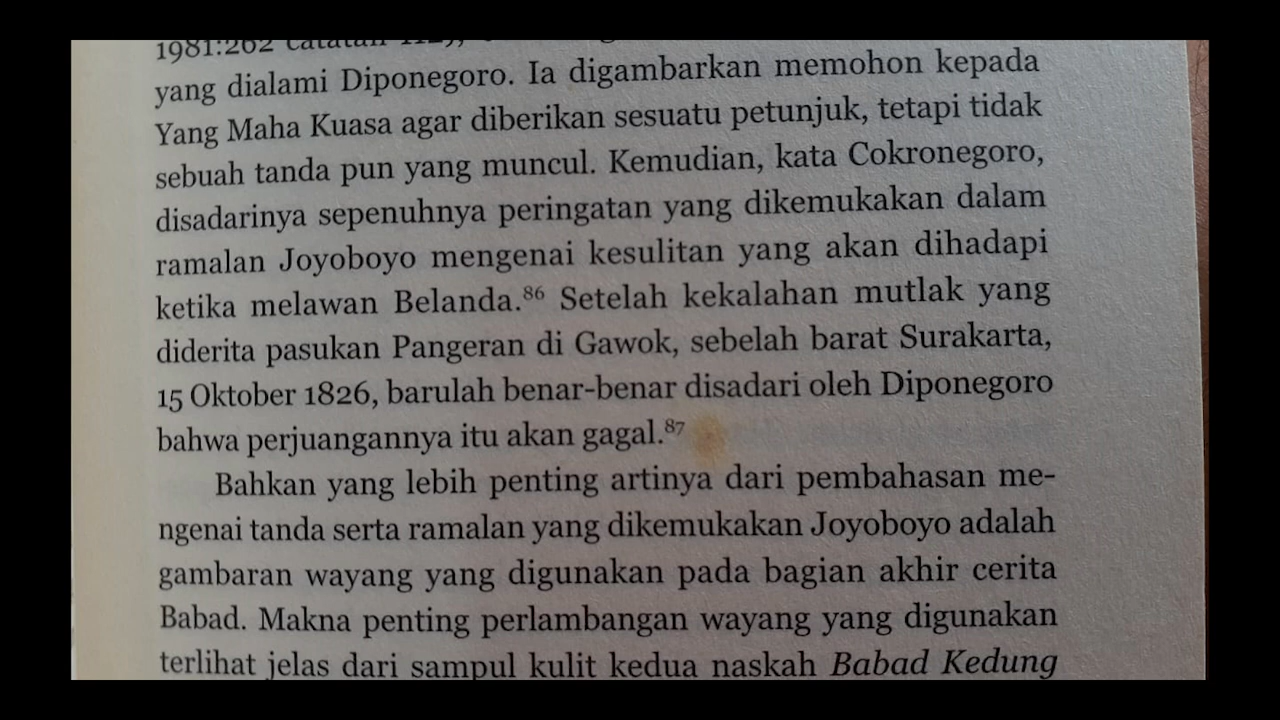 1981:262 catatan
yang dialami Diponegoro. Ia digambarkan memohon kepada
Yang Maha Kuasa agar diberikan sesuatu petunjuk, tetapi tidak
sebuah tanda pun yang muncul. Kemudian, kata Cokronegoro,
disadarinya sepenuhnya peringatan yang dikemukakan dalam
ramalan Joyoboyo mengenai kesulitan yang akan dihadapi
ketika melawan Belanda.⁸⁶ Setelah kekalahan mutlak yang
diderita pasukan Pangeran di Gawok, sebelah barat Surakarta,
15 Oktober 1826, barulah benar-benar disadari oleh Diponegoro
bahwa perjuangannya itu akan gagal.⁸⁷
Bahkan yang lebih penting artinya dari pembahasan me-
ngenai tanda serta ramalan yang dikemukakan Joyoboyo adalah
gambaran wayang yang digunakan pada bagian akhir cerita
Babad. Makna penting perlambangan wayang yang digunakan
terlihat jelas dari sampul kulit kedua naskah Babad Kedung